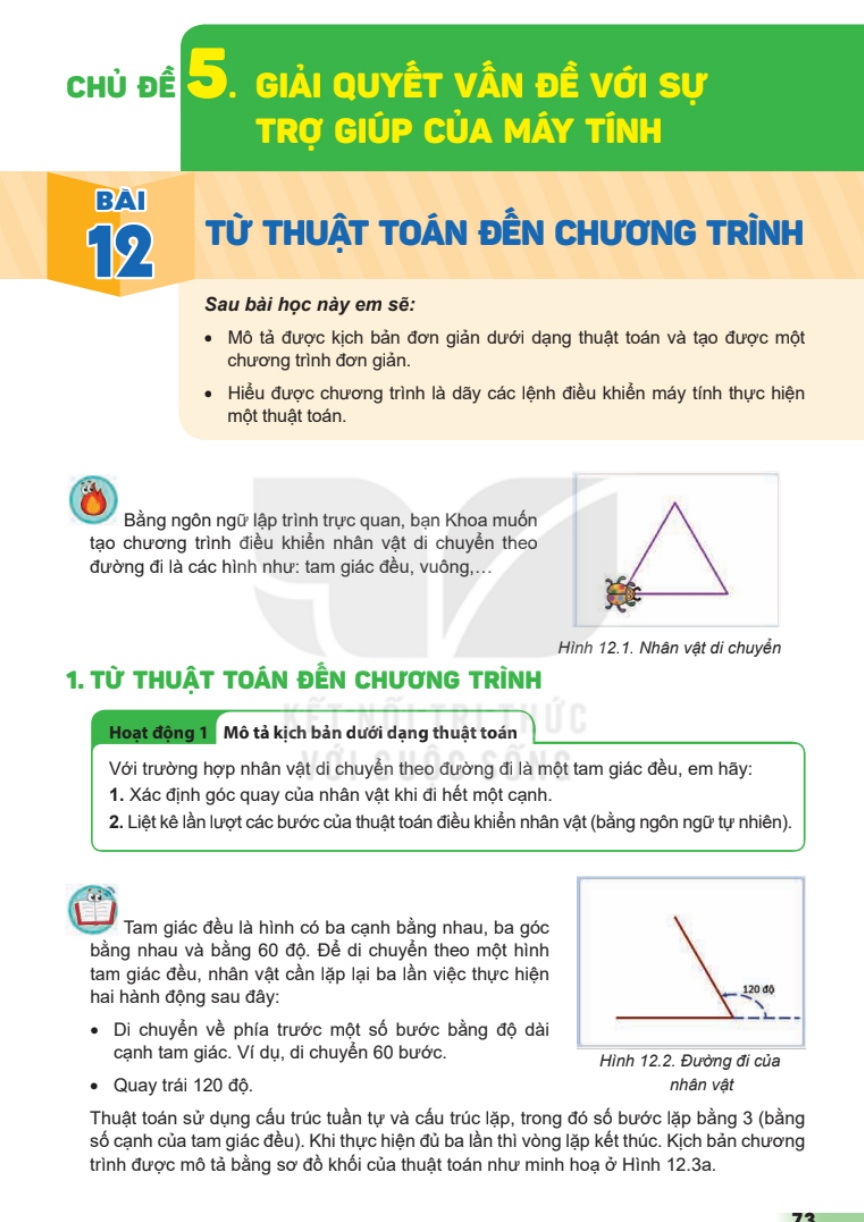 CHỦ ĐỀ 5. GIẢI QUYẾT VẤN ĐỀ VỚI SỰ
TRỢ GIÚP CỦA MÁY TÍNH
BÀI
12
TỪ THUẬT TOÁN ĐẾN CHƯƠNG TRÌNH
Sau bài học này em sẽ:
• Mô tả được kịch bản đơn giản dưới dạng thuật toán và tạo được một
chương trình đơn giản.
• Hiểu được chương trình là dãy các lệnh điều khiển máy tính thực hiện
một thuật toán.
Bằng ngôn ngữ lập trình trực quan, bạn Khoa muốn
tạo chương trình điều khiển nhân vật di chuyển theo
đường đi là các hình như: tam giác đều, vuông,...
Hình 12.1. Nhân vật di chuyển
1. TỪ THUẬT TOÁN ĐẾN CHƯƠNG TRÌNH
KẾT NỐI TRI THỨC
VỚI CUỘC SỐNG
Hoạt động 1 Mô tả kịch bản dưới dạng thuật toán
Với trường hợp nhân vật di chuyển theo đường đi là một tam giác đều, em hãy:
1. Xác định góc quay của nhân vật khi đi hết một cạnh.
2. Liệt kê lần lượt các bước của thuật toán điều khiển nhân vật (bằng ngôn ngữ tự nhiên).
Tam giác đều là hình có ba cạnh bằng nhau, ba góc
bằng nhau và bằng 60 độ. Để di chuyển theo một hình
tam giác đều, nhân vật cần lặp lại ba lần việc thực hiện
hai hành động sau đây:
• Di chuyển về phía trước một số bước bằng độ dài
cạnh tam giác. Ví dụ, di chuyển 60 bước.
• Quay trái 120 độ.
120 độ
Hình 12.2. Đường đi của
nhân vật
Thuật toán sử dụng cấu trúc tuần tự và cấu trúc lặp, trong đó số bước lặp bằng 3 (bằng
số cạnh của tam giác đều). Khi thực hiện đủ ba lần thì vòng lặp kết thúc. Kịch bản chương
trình được mô tả bằng sơ đồ khối của thuật toán như minh hoạ ở Hình 12.3a.
73